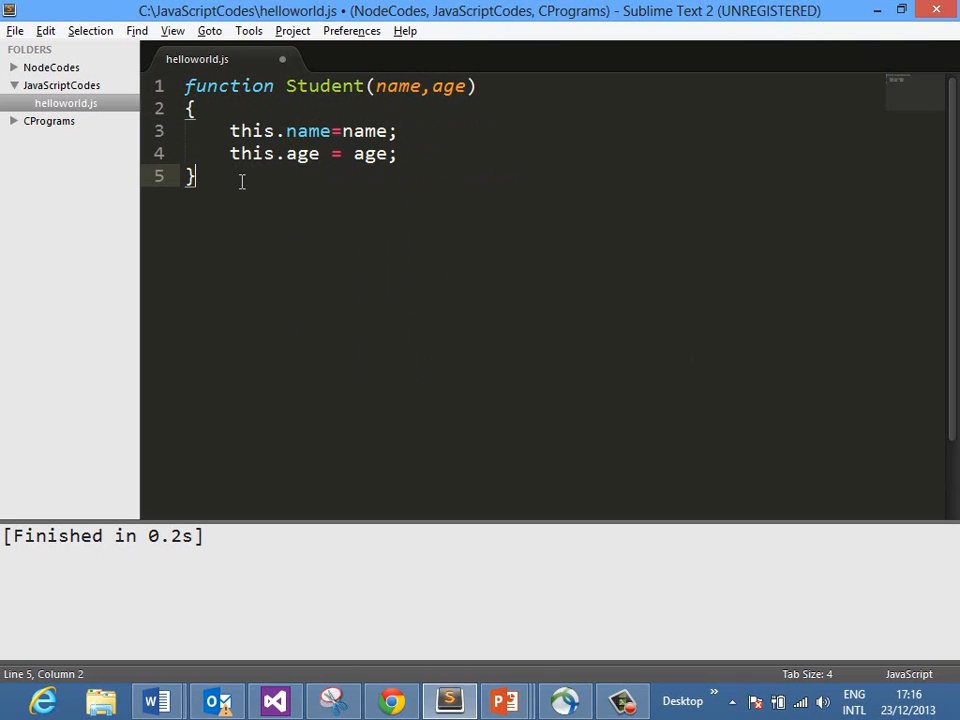 C:\JavaScriptCodes\helloworld.js • (NodeCodes, JavaScriptCodes, CPrograms) - Sublime Text 2 (UNREGISTERED)
File Edit Selection Find View Goto Tools Project Preferences Help
FOLDERS
NodeCodes
JavaScriptCodes
helloworld.js
CPrograms
helloworld.js
1 function Student(name,age)
2 {
3 this.name=name;
4 this.age = age;
5 }
[Finished in 0.2s]
Line 5, Column 2 Tab Size: 4 JavaScript
Desktop ENG 17:16
INTL 23/12/2013